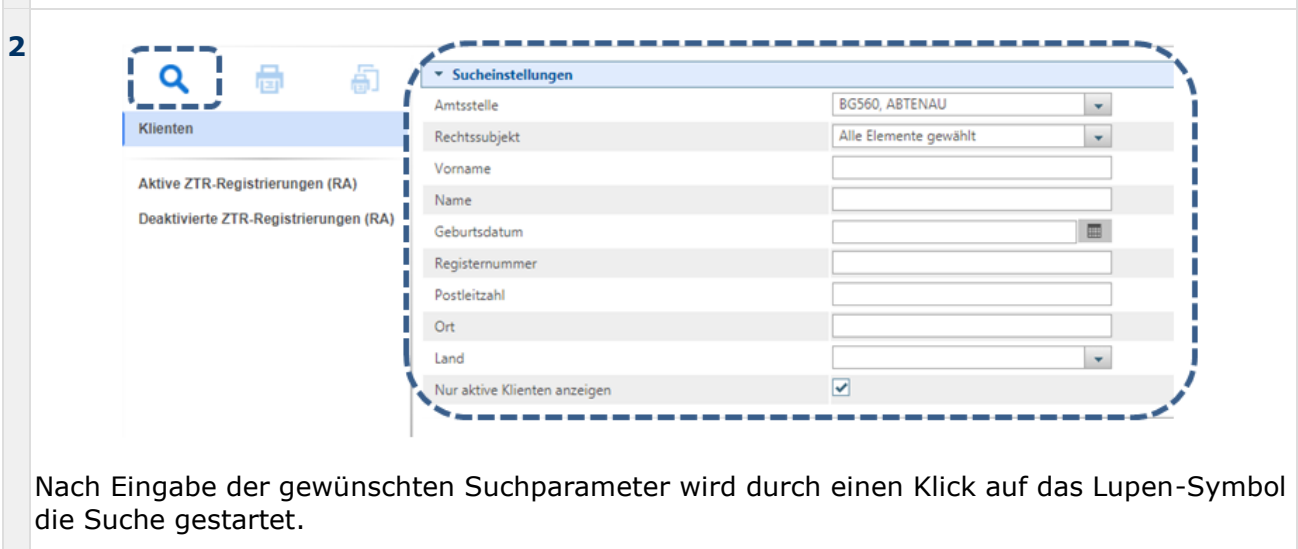 2
Sucheinstellungen
Amtsstelle BG560, ABTENAU
Klienten
Rechtssubjekt Alle Elemente gewählt
Vorname
Aktive ZTR-Registrierungen (RA)
Name
Deaktivierte ZTR-Registrierungen (RA)
Geburtsdatum
Registernummer
Postleitzahl
Ort
Land
Nur aktive Klienten anzeigen
Nach Eingabe der gewünschten Suchparameter wird durch einen Klick auf das Lupen-Symbol
die Suche gestartet.